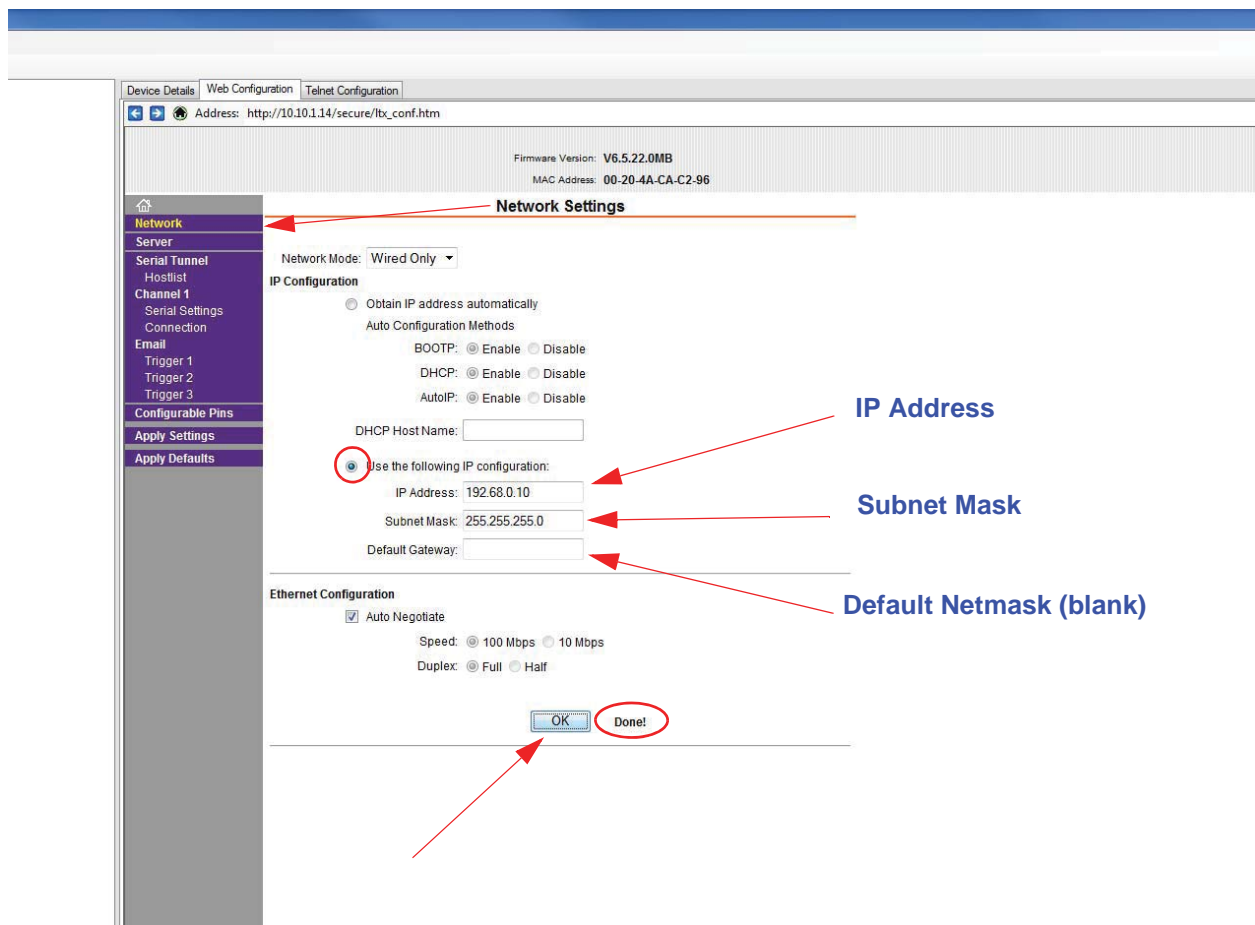 Device Details Web Configuration Telnet Configuration
Address: http://10.10.1.14/secure/ltx_conf.htm
Firmware Version: V6.5.22.0MB
MAC Address: 00-20-4A-CA-C2-96
Network
Server
Serial Tunnel
Hostlist
Channel 1
Serial Settings
Connection
Email
Trigger 1
Trigger 2
Trigger 3
Configurable Pins
Apply Settings
Apply Defaults
Network Settings
Network Mode: Wired Only
IP Configuration
Obtain IP address automatically
Auto Configuration Methods
BOOTP: Enable Disable
DHCP: Enable Disable
AutoIP: Enable Disable
DHCP Host Name:
Use the following IP configuration:
IP Address: 192.68.0.10
Subnet Mask: 255.255.255.0
Default Gateway:
Ethernet Configuration
Auto Negotiate
Speed: 100 Mbps 10 Mbps
Duplex: Full Half
OK Done!
IP Address
Subnet Mask
Default Netmask (blank)